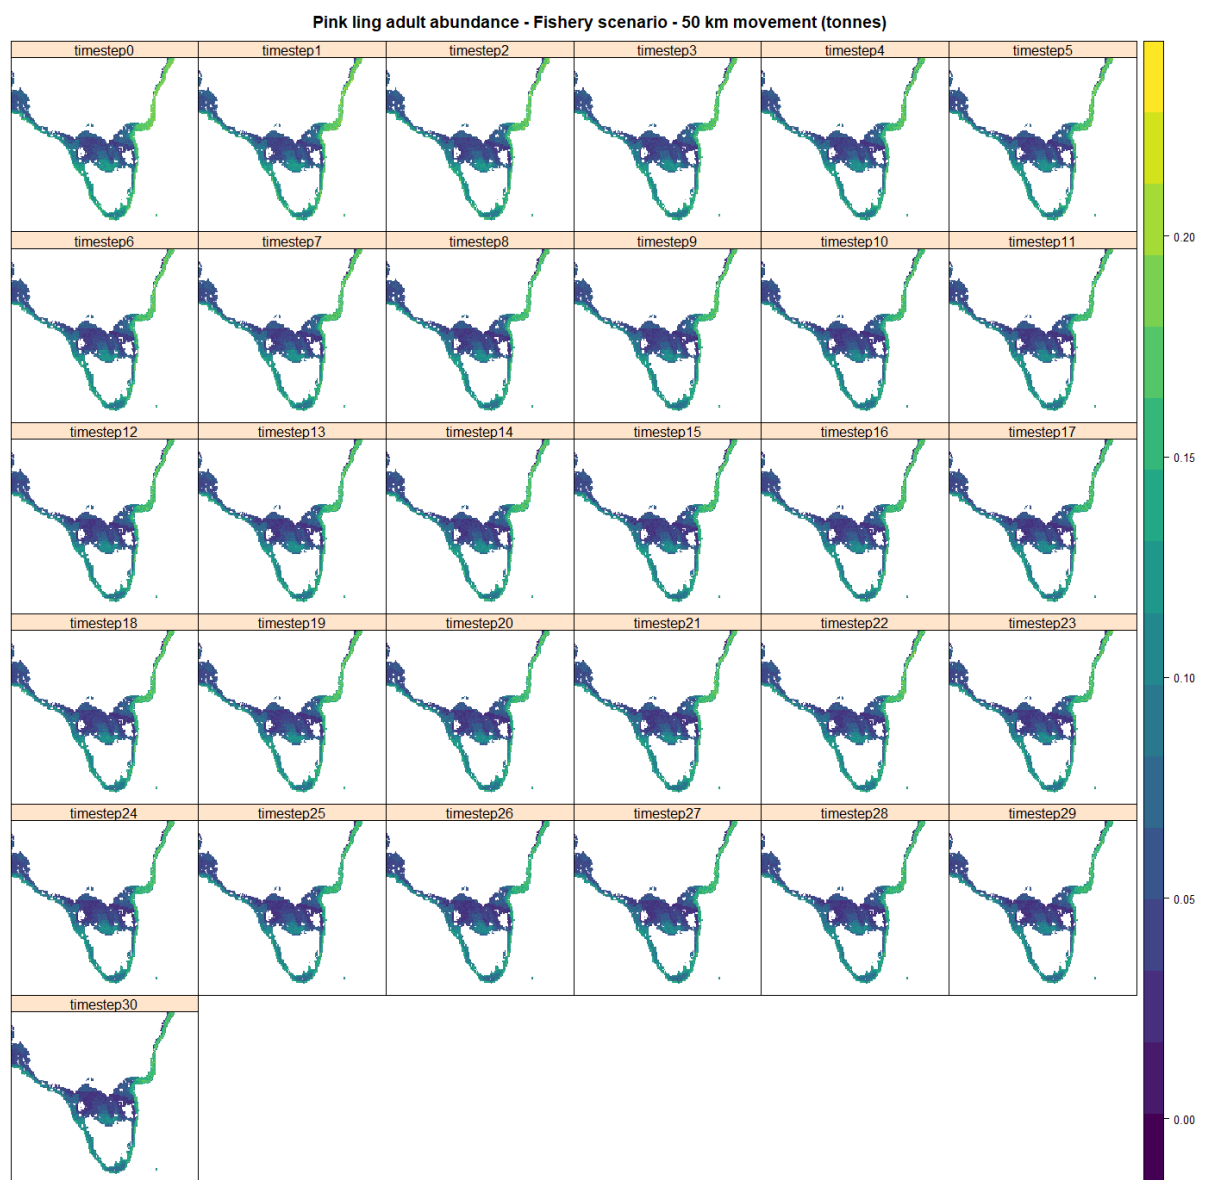 Pink ling adult abundance - Fishery scenario - 50 km movement (tonnes)
timestep0 timestep1 timestep2 timestep3 timestep4 timestep5
timestep6 timestep7 timestep8 timestep9 timestep10 timestep11
timestep12 timestep13 timestep14 timestep15 timestep16 timestep17
timestep18 timestep19 timestep20 timestep21 timestep22 timestep23
timestep24 timestep25 timestep26 timestep27 timestep28 timestep29
timestep30
0.20
0.15
0.10
0.05
0.00